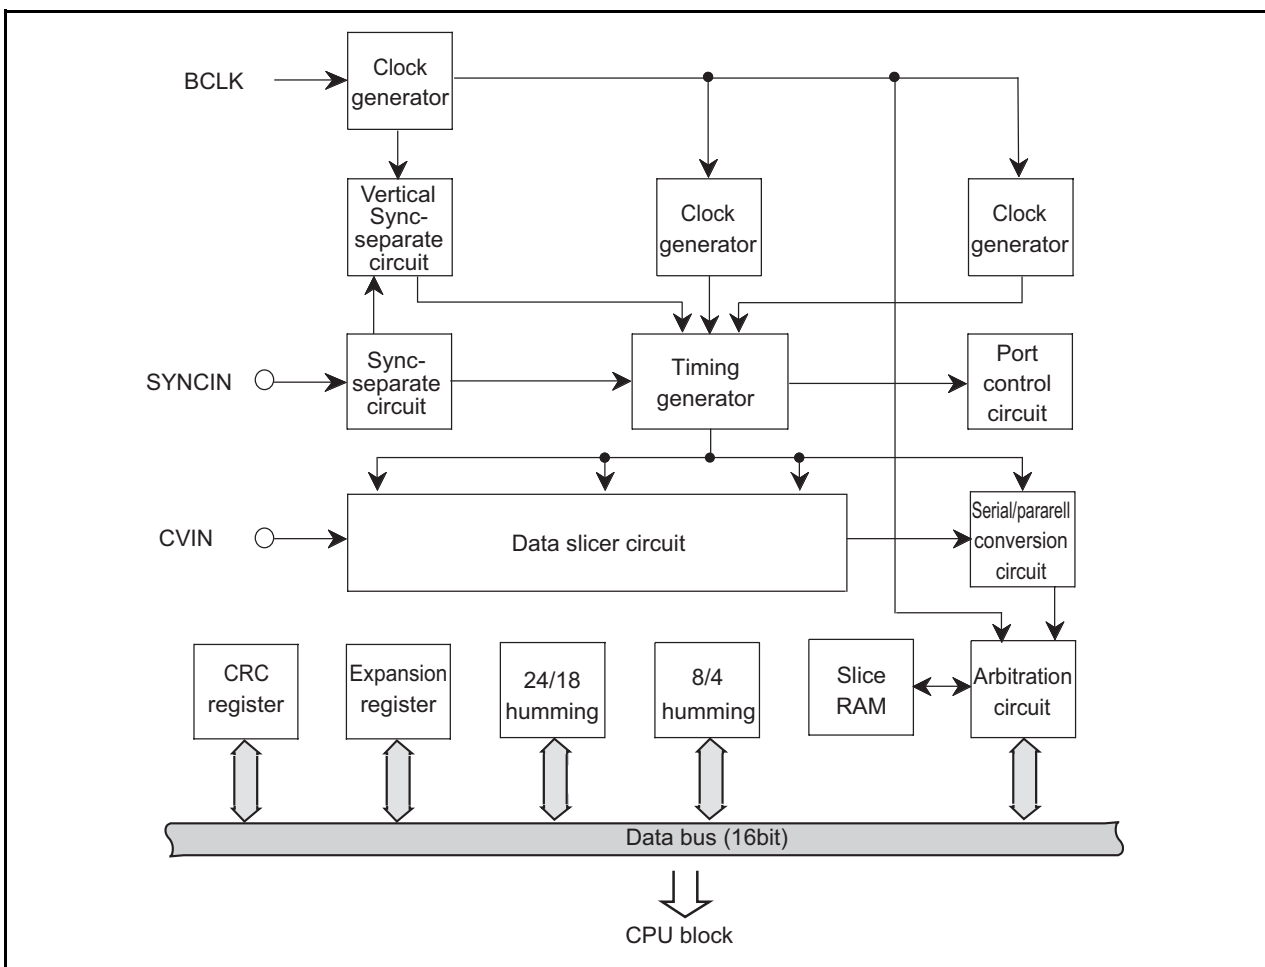 BCLK
Clock
generator
Vertical
Sync-
separate
circuit
Clock
generator
Clock
generator
SYNCIN
Sync-
separate
circuit
Timing
generator
Port
control
circuit
CVIN
Data slicer circuit
Serial/pararell
conversion
circuit
CRC
register
Expansion
register
24/18
humming
8/4
humming
Slice
RAM
Arbitration
circuit
Data bus (16bit)
CPU block